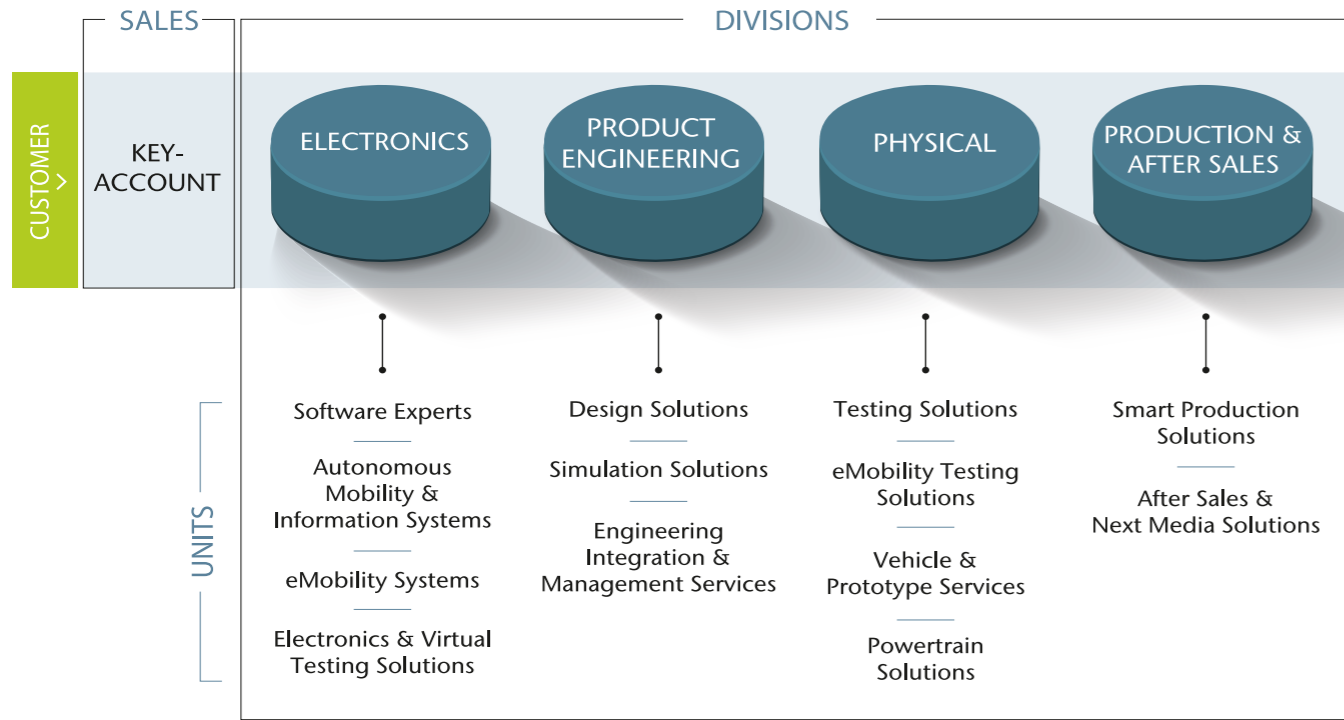 SALES
DIVISIONS
CUSTOMER >
KEY-
ACCOUNT
ELECTRONICS
PRODUCT
ENGINEERING
PHYSICAL
PRODUCTION &
AFTER SALES
UNITS
Software Experts
Autonomous
Mobility &
Information Systems
eMobility Systems
Electronics & Virtual
Testing Solutions
Design Solutions
Simulation Solutions
Engineering
Integration &
Management Services
Testing Solutions
eMobility Testing
Solutions
Vehicle &
Prototype Services
Powertrain
Solutions
Smart Production
Solutions
After Sales &
Next Media Solutions